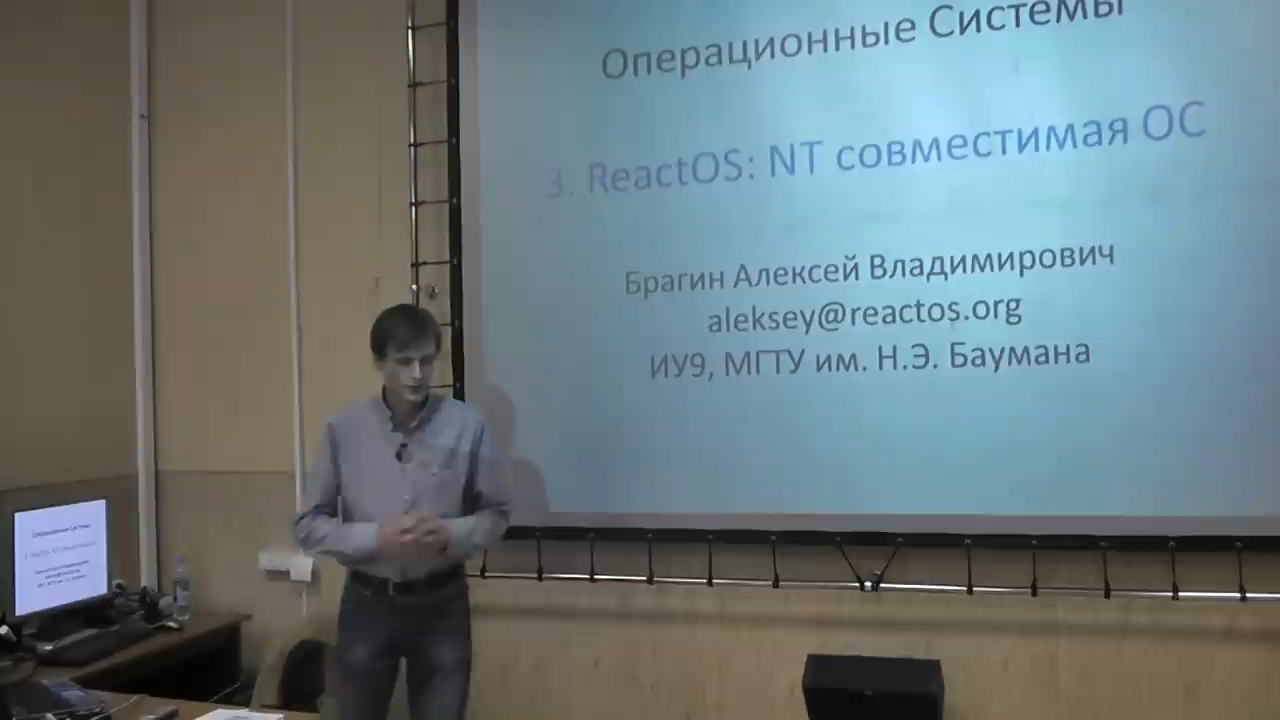 Операционные Системы
3. ReactOS: NT совместимая ОС
Брагин Алексей Владимирович
aleksey@reactos.org
ИУ9, МГТУ им. Н.Э. Баумана